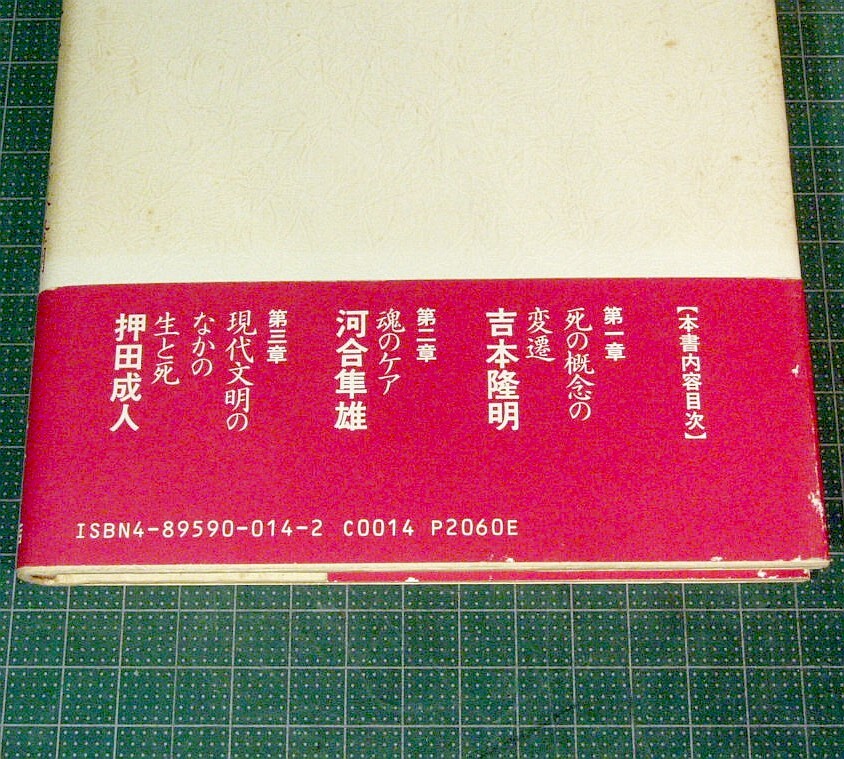 【本書内容目次】
第一章
死の概念の
変遷
吉本隆明
第二章
魂のケア
河合隼雄
第三章
現代文明の
なかの
生と死
押田成人
ISBN4-89590-014-2 C0014 P2060E